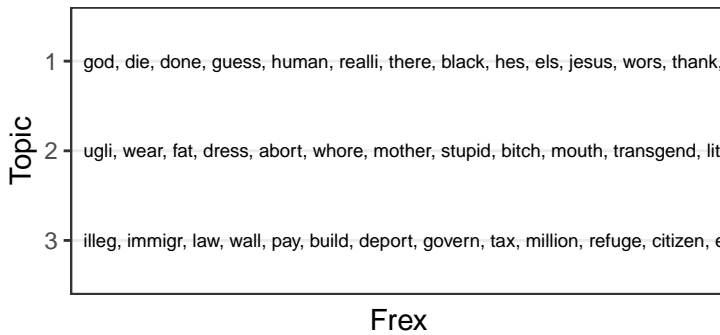 1 god, die, done, guess, human, realli, there, black, hes, els, jesus, wors, thank,
Topic
2 ugli, wear, fat, dress, abort, whore, mother, stupid, bitch, mouth, transgend, lit
3 illeg, immigr, law, wall, pay, build, deport, govern, tax, million, refuge, citizen, e
Frex